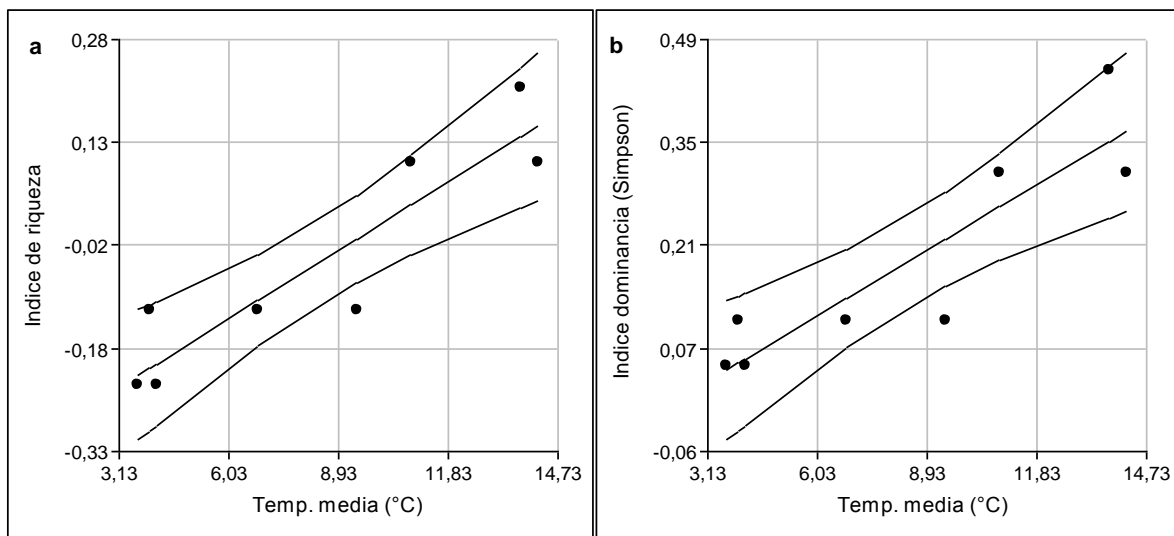 a
0,28
0,13
-0,02
-0,18
-0,33
Indice de riqueza
3,13 6,03 8,93 11,83 14,73
Temp. media (°C)
b
0,49
0,35
0,21
0,07
-0,06
Indice dominancia (Simpson)
3,13 6,03 8,93 11,83 14,73
Temp. media (°C)